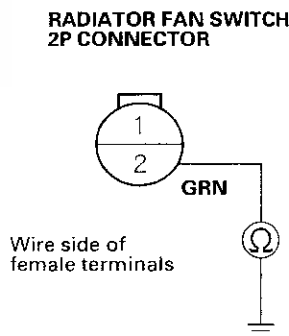 RADIATOR FAN SWITCH
2P CONNECTOR
1
2
GRN
Ω
Wire side of
female terminals